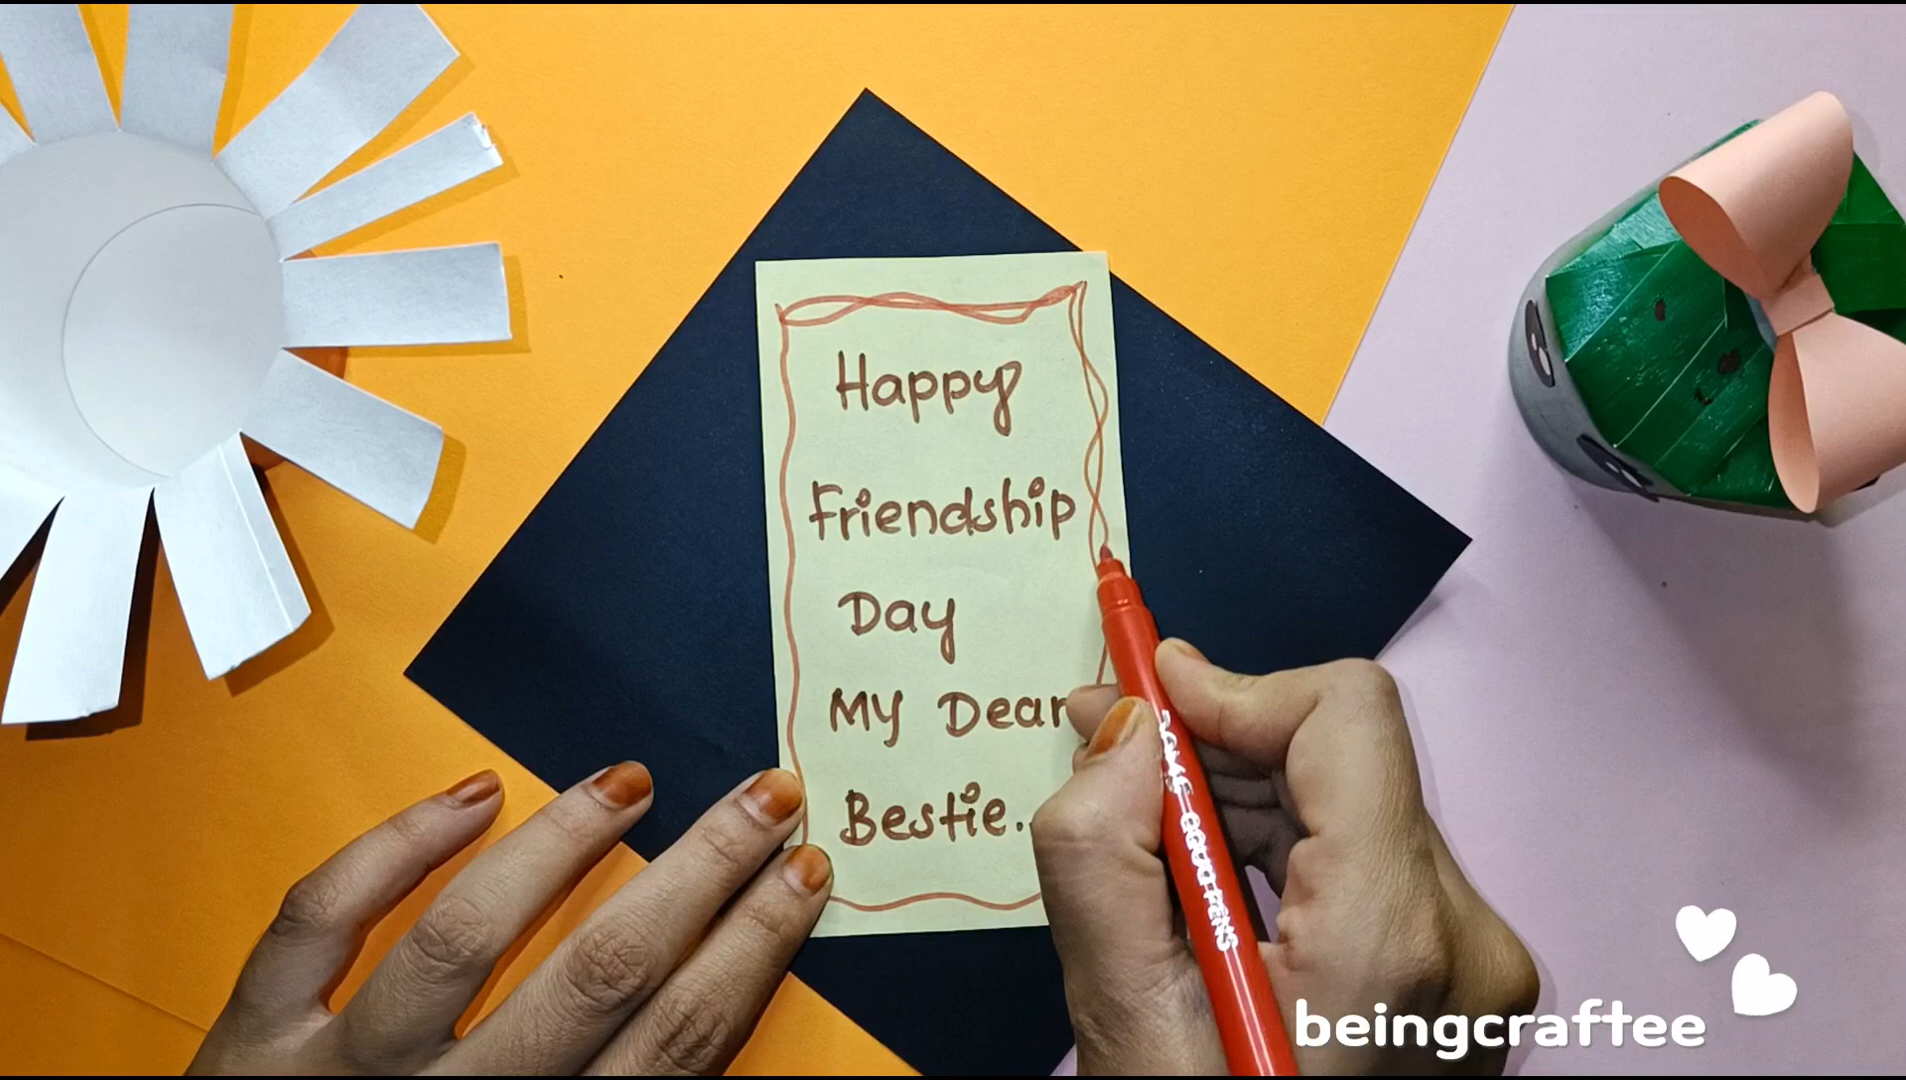 Happy
Friendship
Day
My Dear
Bestie..
beingcraftee